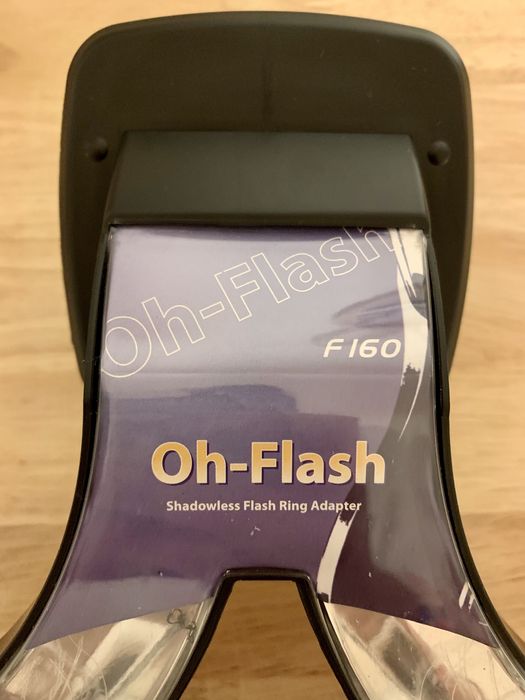 Oh-Flash
F160
Oh-Flash
Shadowless Flash Ring Adapter